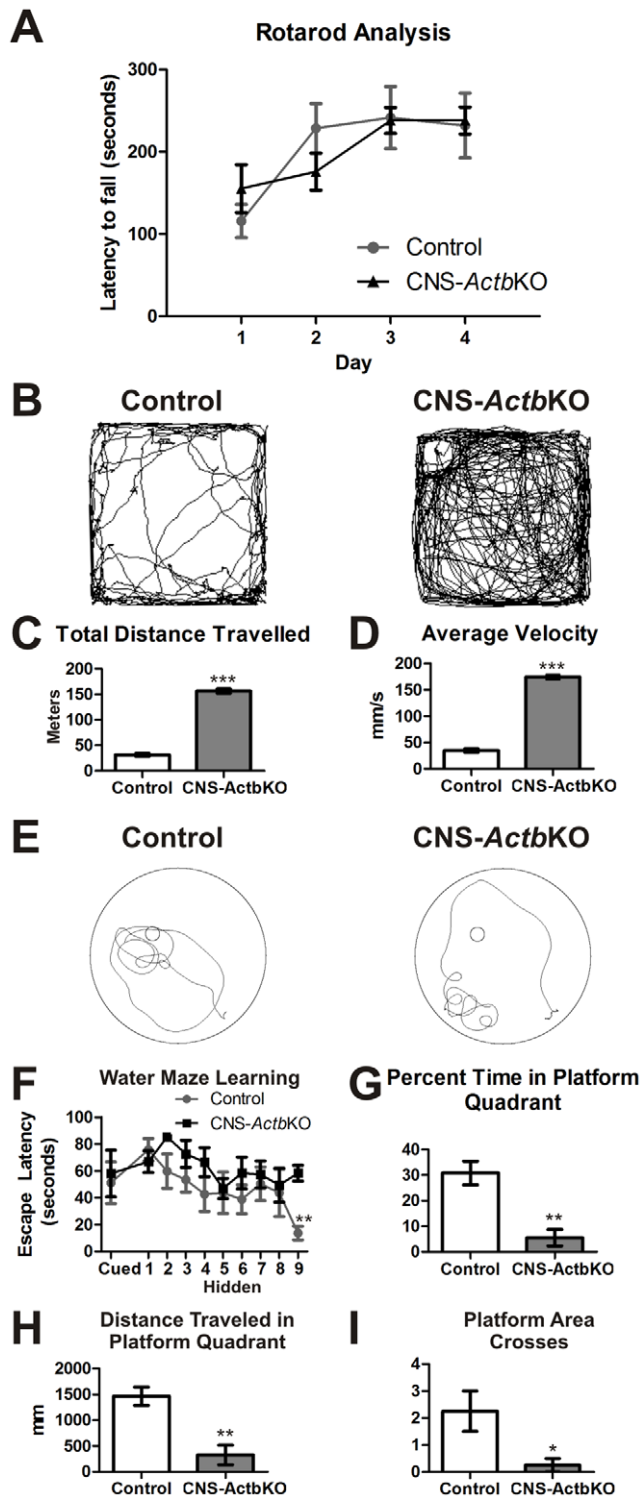 A
Rotarod Analysis
Latency to fall (seconds)
300
200
100
0
1 2 3 4
Day
Control
CNS-ActbKO
B
Control
CNS-ActbKO
C
Total Distance Travelled
Meters
200
150
100
50
0
***
Control CNS-ActbKO
D
Average Velocity
mm/s
200
150
100
50
0
***
Control CNS-ActbKO
E
Control
CNS-ActbKO
F
Water Maze Learning
Control
CNS-ActbKO
Escape Latency
(seconds)
100
80
60
40
20
0
**
Cued 1 2 3 4 5 6 7 8 9
Hidden
G
Percent Time in Platform
Quadrant
40
30
20
10
0
**
Control CNS-ActbKO
H
Distance Traveled in
Platform Quadrant
mm
2000
1500
1000
500
0
**
Control CNS-ActbKO
I
Platform Area
Crosses
4
3
2
1
0
*
Control CNS-ActbKO